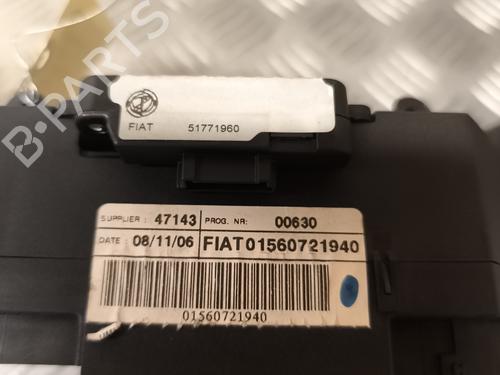 FIAT 51771960
SUPPLIER : 47143 PROG. NR: 00630
DATE : 08/11/06 FIAT01560721940
01560721940
B-PARTS